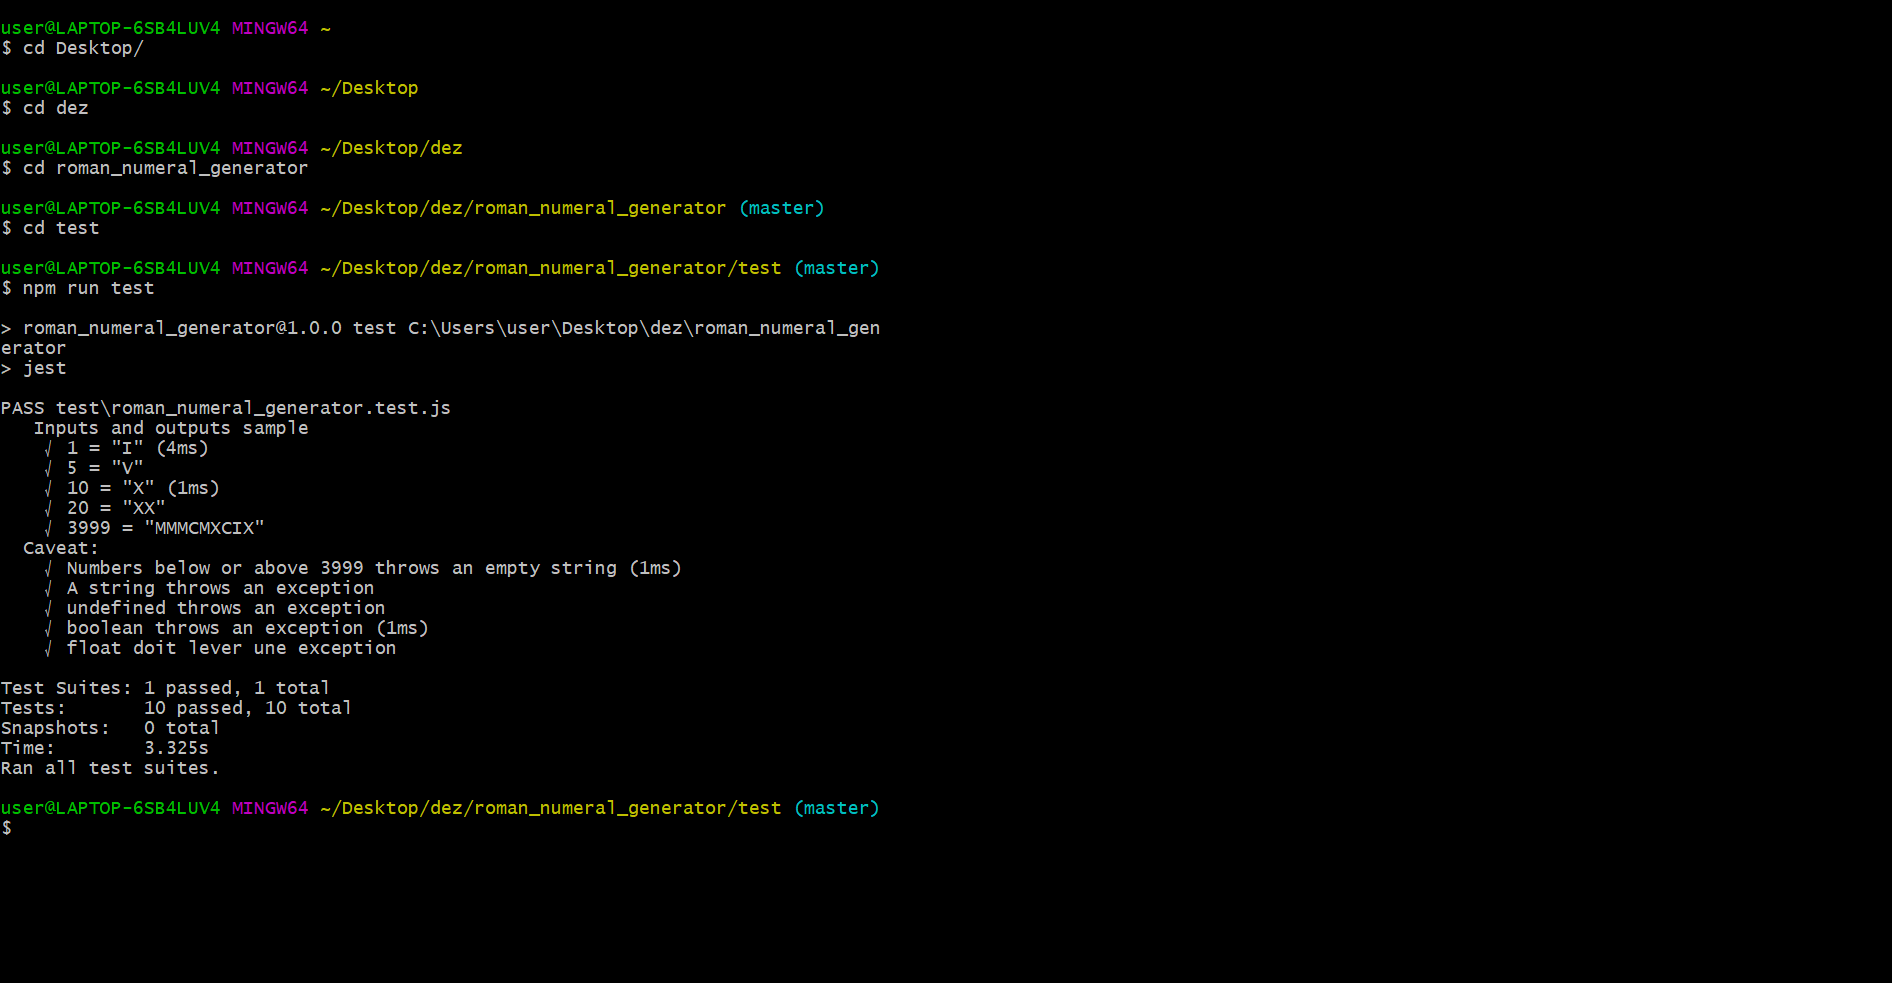 user@LAPTOP-6SB4LUV4 MINGW64 ~
$ cd Desktop/
user@LAPTOP-6SB4LUV4 MINGW64 ~/Desktop
$ cd dez
user@LAPTOP-6SB4LUV4 MINGW64 ~/Desktop/dez
$ cd roman_numeral_generator
user@LAPTOP-6SB4LUV4 MINGW64 ~/Desktop/dez/roman_numeral_generator (master)
$ cd test
user@LAPTOP-6SB4LUV4 MINGW64 ~/Desktop/dez/roman_numeral_generator/test (master)
$ npm run test
> roman_numeral_generator@1.0.0 test C:\Users\user\Desktop\dez\roman_numeral_gen
erator
> jest
PASS test\roman_numeral_generator.test.js
Inputs and outputs sample
√ 1 = "I" (4ms)
√ 5 = "V"
√ 10 = "X" (1ms)
√ 20 = "XX"
√ 3999 = "MMMCMXCIX"
Caveat:
√ Numbers below or above 3999 throws an empty string (1ms)
√ A string throws an exception
√ undefined throws an exception
√ boolean throws an exception (1ms)
√ float doit lever une exception
Test Suites: 1 passed, 1 total
Tests:       10 passed, 10 total
Snapshots:   0 total
Time:        3.325s
Ran all test suites.
user@LAPTOP-6SB4LUV4 MINGW64 ~/Desktop/dez/roman_numeral_generator/test (master)
$